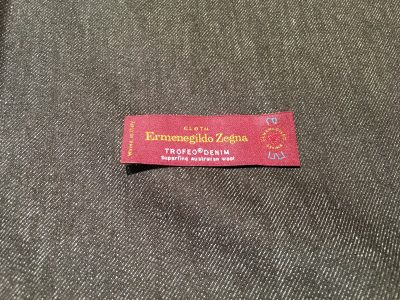 CLOTH
Ermenegildo Zegna
TROFEO®DENIM
Superfine australian wool